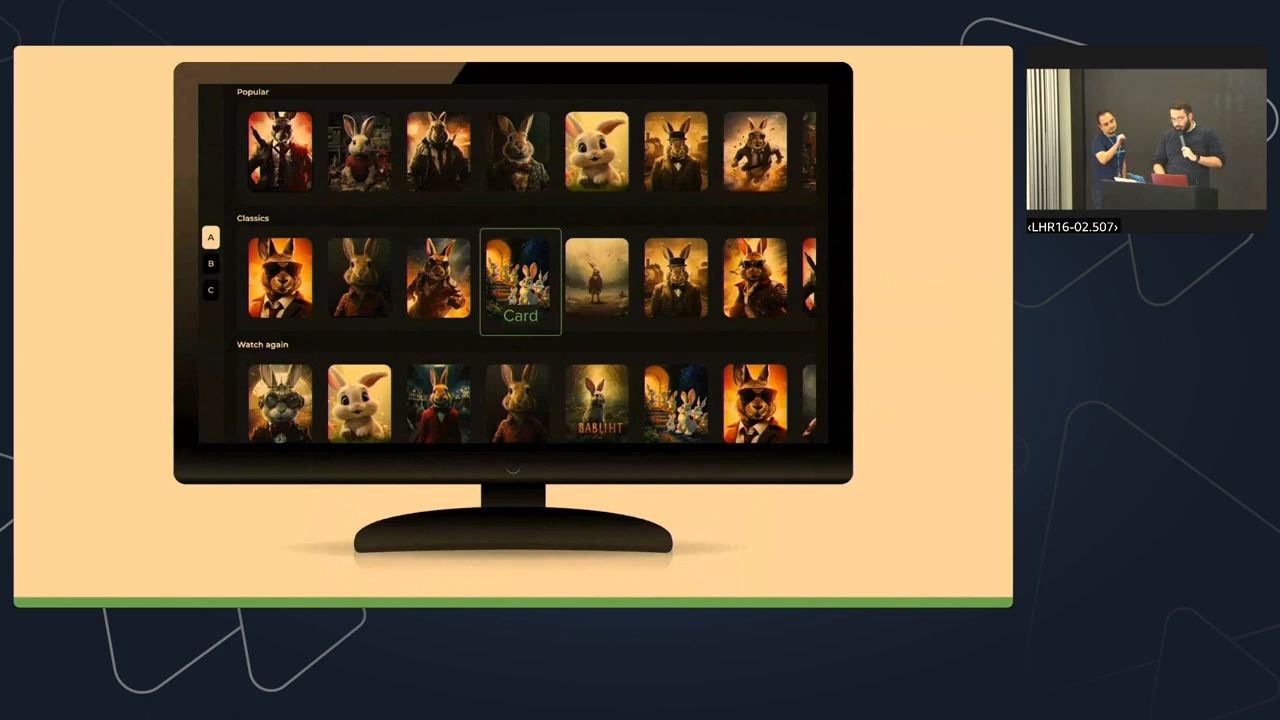 Popular
Classics
A
B
C
Card
Watch again
BABLIHT
‹LHR16-02.507›